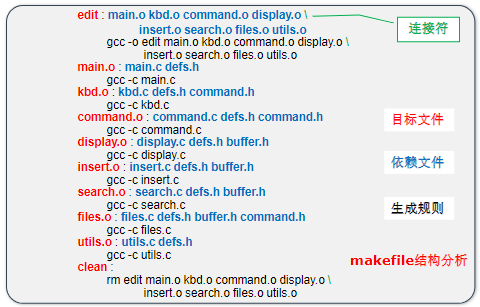 edit : main.o kbd.o command.o display.o \
连接符
insert.o search.o files.o utils.o
gcc -o edit main.o kbd.o command.o display.o \
insert.o search.o files.o utils.o
main.o : main.c defs.h
gcc -c main.c
kbd.o : kbd.c defs.h command.h
gcc -c kbd.c
command.o : command.c defs.h command.h
目标文件
gcc -c command.c
display.o : display.c defs.h buffer.h
gcc -c display.c
依赖文件
insert.o : insert.c defs.h buffer.h
gcc -c insert.c
search.o : search.c defs.h buffer.h
gcc -c search.c
生成规则
files.o : files.c defs.h buffer.h command.h
gcc -c files.c
utils.o : utils.c defs.h
gcc -c utils.c
makefile结构分析
clean :
rm edit main.o kbd.o command.o display.o \
insert.o search.o files.o utils.o